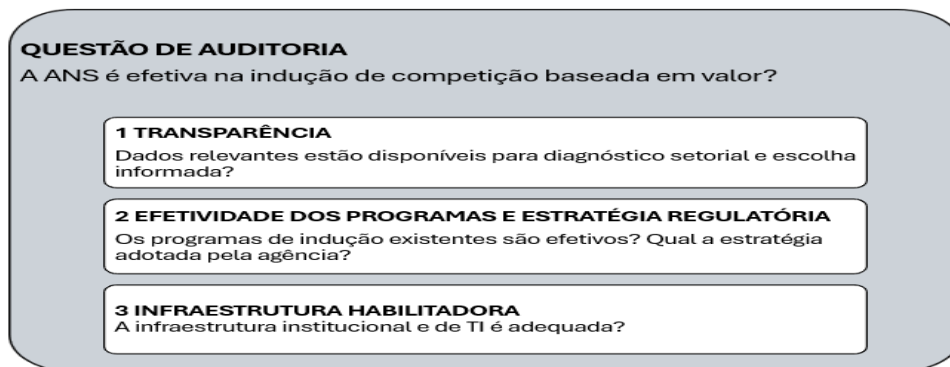 QUESTÃO DE AUDITORIA
A ANS é efetiva na indução de competição baseada em valor?
1 TRANSPARÊNCIA
Dados relevantes estão disponíveis para diagnóstico setorial e escolha
informada?
2 EFETIVIDADE DOS PROGRAMAS E ESTRATÉGIA REGULATÓRIA
Os programas de indução existentes são efetivos? Qual a estratégia
adotada pela agência?
3 INFRAESTRUTURA HABILITADORA
A infraestrutura institucional e de TI é adequada?